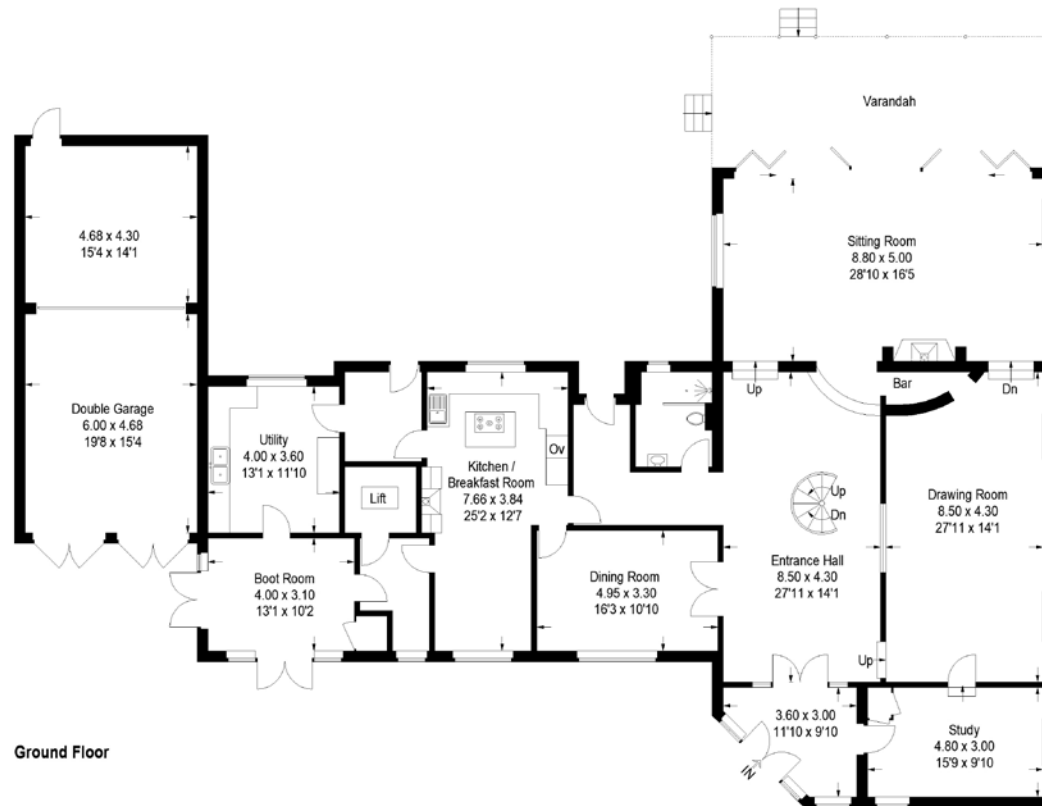 Varandah
4.68 x 4.30
15'4 x 14'1
Sitting Room
8.80 x 5.00
28'10 x 16'5
Up
Bar
Dn
Double Garage
6.00 x 4.68
19'8 x 15'4
Utility
4.00 x 3.60
13'1 x 11'10
Ov
Kitchen /
Breakfast Room
7.66 x 3.84
25'2 x 12'7
Lift
Up
Dn
Drawing Room
8.50 x 4.30
27'11 x 14'1
Entrance Hall
8.50 x 4.30
27'11 x 14'1
Boot Room
4.00 x 3.10
13'1 x 10'2
Dining Room
4.95 x 3.30
16'3 x 10'10
Up
3.60 x 3.00
11'10 x 9'10
Study
4.80 x 3.00
15'9 x 9'10
IN
Ground Floor